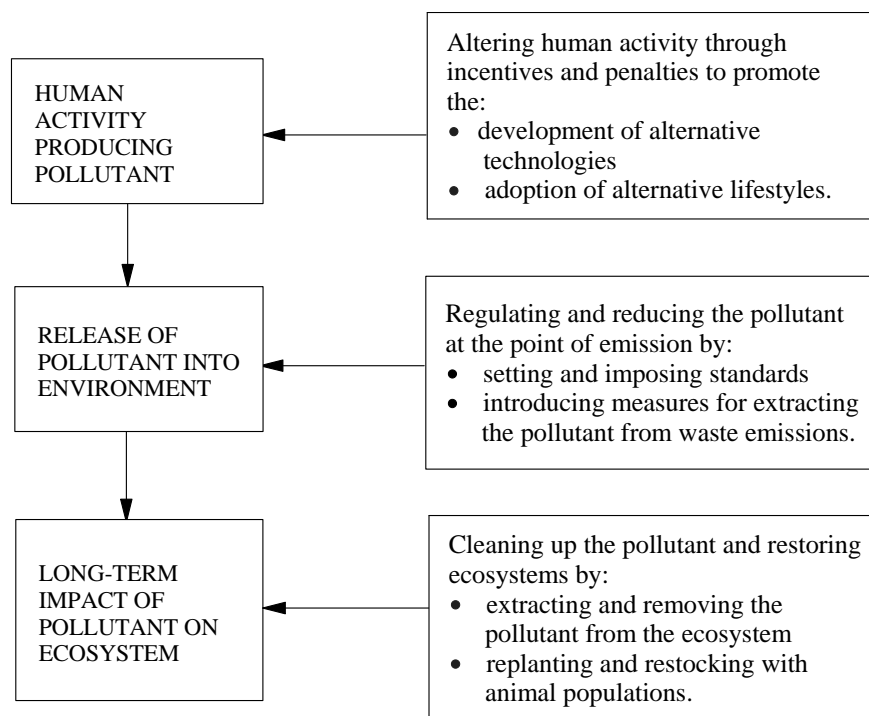 HUMAN
ACTIVITY
PRODUCING
POLLUTANT
Altering human activity through
incentives and penalties to promote
the:
• development of alternative
technologies
• adoption of alternative lifestyles.
RELEASE OF
POLLUTANT INTO
ENVIRONMENT
Regulating and reducing the pollutant
at the point of emission by:
• setting and imposing standards
• introducing measures for extracting
the pollutant from waste emissions.
LONG-TERM
IMPACT OF
POLLUTANT ON
ECOSYSTEM
Cleaning up the pollutant and restoring
ecosystems by:
• extracting and removing the
pollutant from the ecosystem
• replanting and restocking with
animal populations.